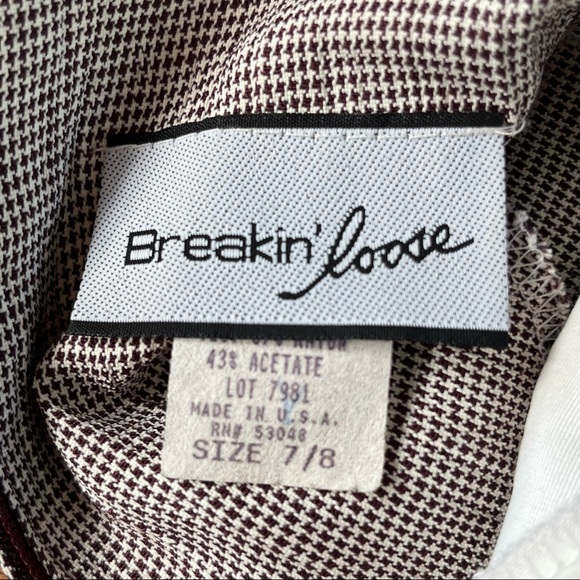 Breakin' loose
43% ACETATE
LOT 7981
MADE IN U.S.A.
RN# 53048
SIZE 7/8